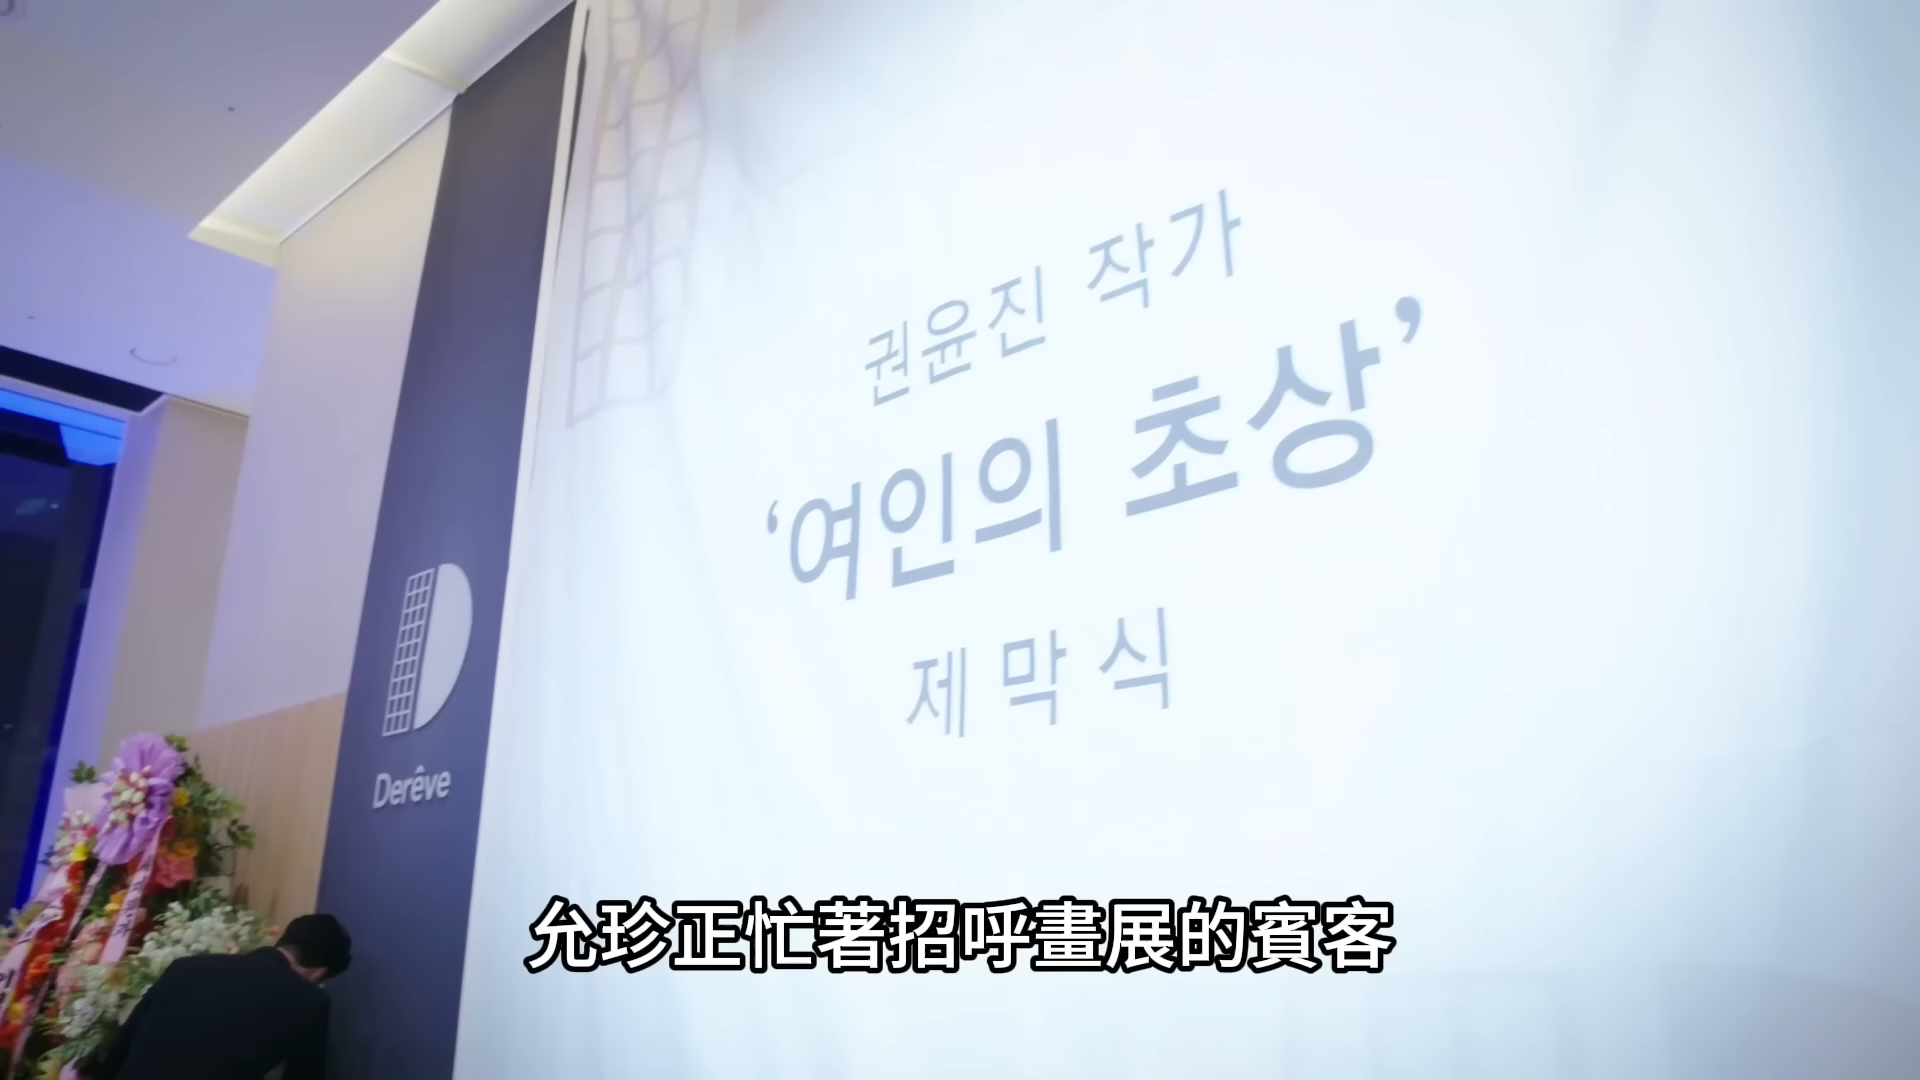 권윤진 작가
‘여인의 초상’
제막식
Derêve
允珍正忙著招呼畫展的賓客